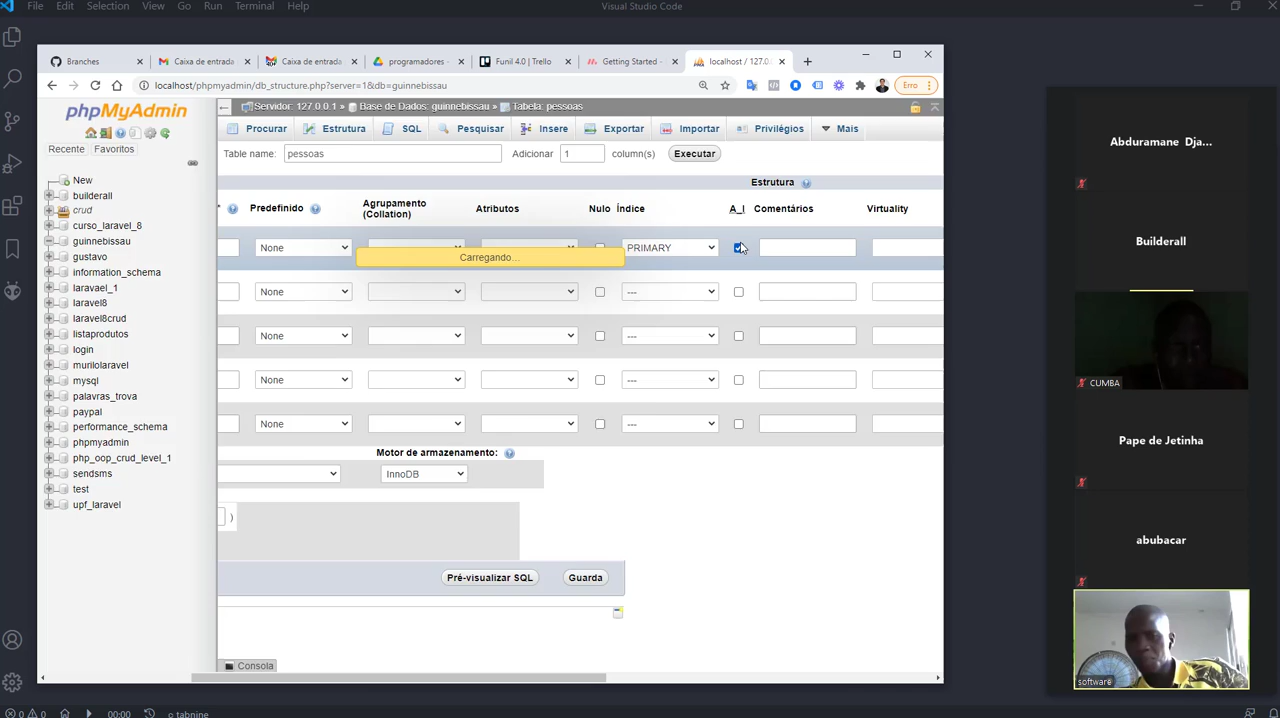 File Edit Selection View Go Run Terminal Help
Visual Studio Code
Branches
Caixa de entrada
Caixa de entrada
programadores -
Funil 4.0 | Trello
Getting Started -
localhost / 127.0.
localhost/phpmyadmin/db_structure.php?server=1&db=guinnebissau
Erro
phpMyAdmin
Recente Favoritos
New
builderall
crud
curso_laravel_8
guinnebissau
gustavo
information_schema
laravael_1
laravel8
laravel8crud
listaprodutos
login
murilolaravel
mysql
palavras_trova
paypal
performance_schema
phpmyadmin
php_oop_crud_level_1
sendsms
test
upf_laravel
Servidor: 127.0.0.1 » Base de Dados: guinnebissau » Tabela: pessoas
Procurar Estrutura SQL Pesquisar Insere Exportar Importar Privilégios Mais
Table name: pessoas Adicionar 1 column(s) Executar
Estrutura
Predefinido Agrupamento (Collation) Atributos Nulo Índice A_I Comentários Virtuality
None PRIMARY
Carregando…
None ---
None ---
None ---
None ---
Motor de armazenamento:
InnoDB
)
Pré-visualizar SQL Guarda
Consola
Abduramane Dja...
Builderall
CUMBA
Pape de Jetinha
abubacar
software
0 0 00:00 tabnine